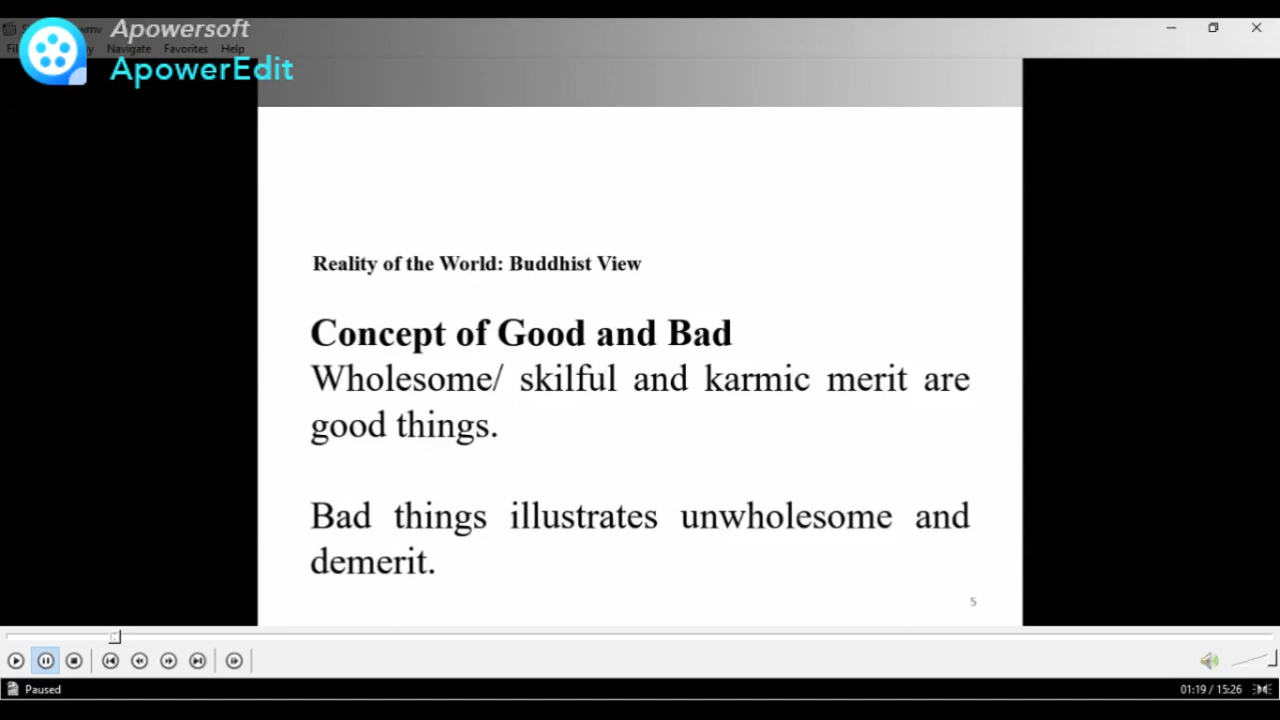 Apowersoft
ApowerEdit
Navigate Favorites Help
Reality of the World: Buddhist View
Concept of Good and Bad
Wholesome/ skilful and karmic merit are
good things.
Bad things illustrates unwholesome and
demerit.
5
Paused
01:19 / 15:26